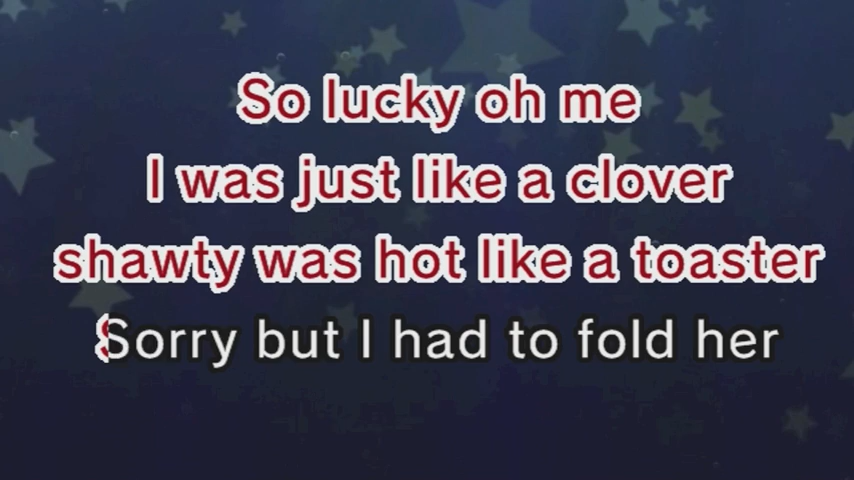 So lucky oh me
I was just like a clover
shawty was hot like a toaster
Sorry but I had to fold her